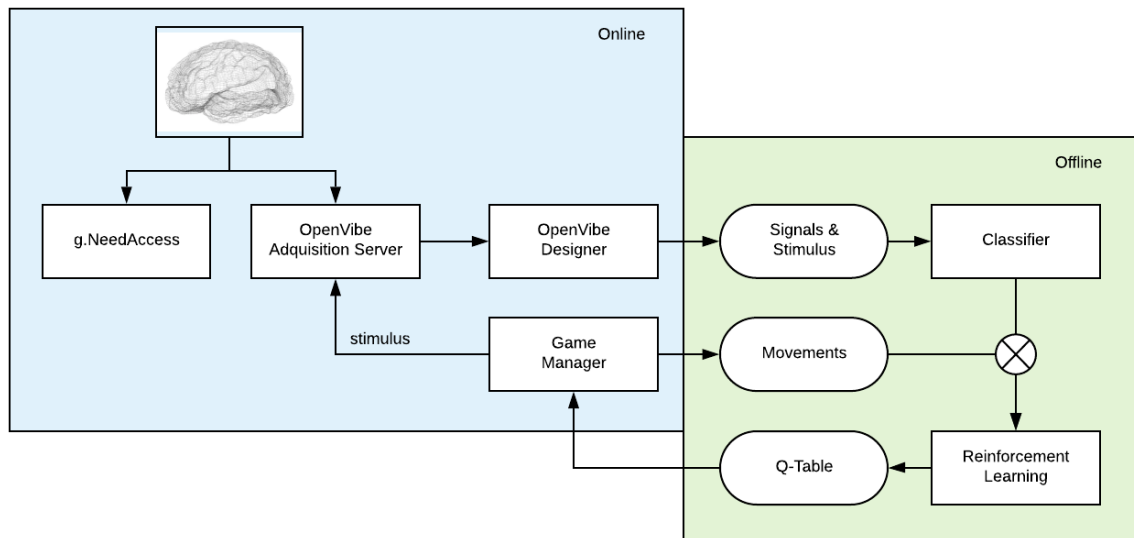 Online
Offline
g.NeedAccess
OpenVibe
Adquisition Server
OpenVibe
Designer
Signals &
Stimulus
Classifier
stimulus
Game
Manager
Movements
Q-Table
Reinforcement
Learning